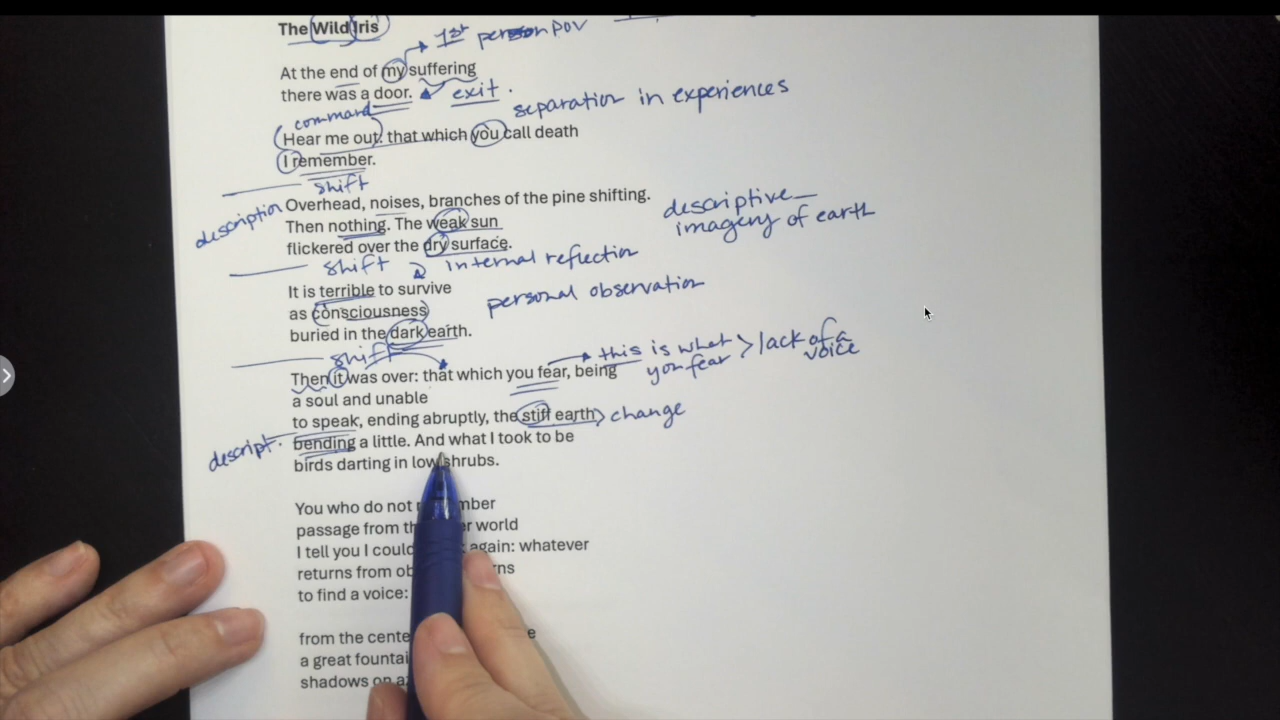 The Wild Iris
1st person POV
At the end of my suffering
there was a door.
exit.
separation in experiences
command
Hear me out: that which you call death
I remember.
shift
description
Overhead, noises, branches of the pine shifting.
Then nothing. The weak sun
flickered over the dry surface.
descriptive
imagery of earth
shift
internal reflection
It is terrible to survive
as consciousness
buried in the dark earth.
personal observation
shift
Then it was over: that which you fear, being
a soul and unable
to speak, ending abruptly, the stiff earth
bending a little. And what I took to be
birds darting in low shrubs.
this is what
you fear
lack of a
voice
change
descript.
You who do not
passage from
world
I tell you I could again: whatever
returns from
to find a voice:
from the
a great
shadows on